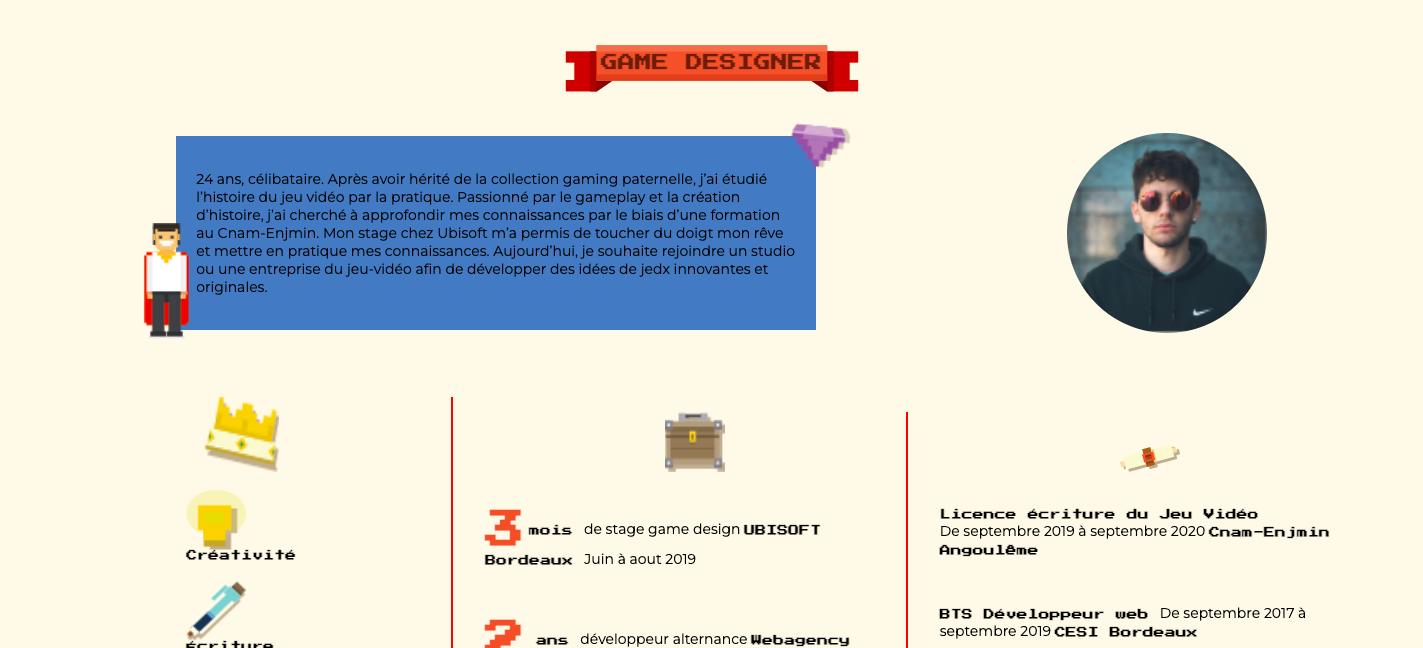 GAME DESIGNER
24 ans, célibataire. Après avoir hérité de la collection gaming paternelle, j'ai étudié
l'histoire du jeu vidéo par la pratique. Passionné par le gameplay et la création
d'histoire, j'ai cherché à approfondir mes connaissances par le biais d'une formation
au Cnam-Enjmin. Mon stage chez Ubisoft m'a permis de toucher du doigt mon rêve
et mettre en pratique mes connaissances. Aujourd'hui, je souhaite rejoindre un studio
ou une entreprise du jeu-vidéo afin de développer des idées de jedx innovantes et
originales.
Créativité
écriture
3 mois de stage game design UBISOFT
Bordeaux Juin à aout 2019
2 ans développeur alternance Webagency
Licence écriture du Jeu Vidéo
De septembre 2019 à septembre 2020 Cnam-Enjmin
Angoulême
BTS Développeur web De septembre 2017 à
septembre 2019 CESI Bordeaux